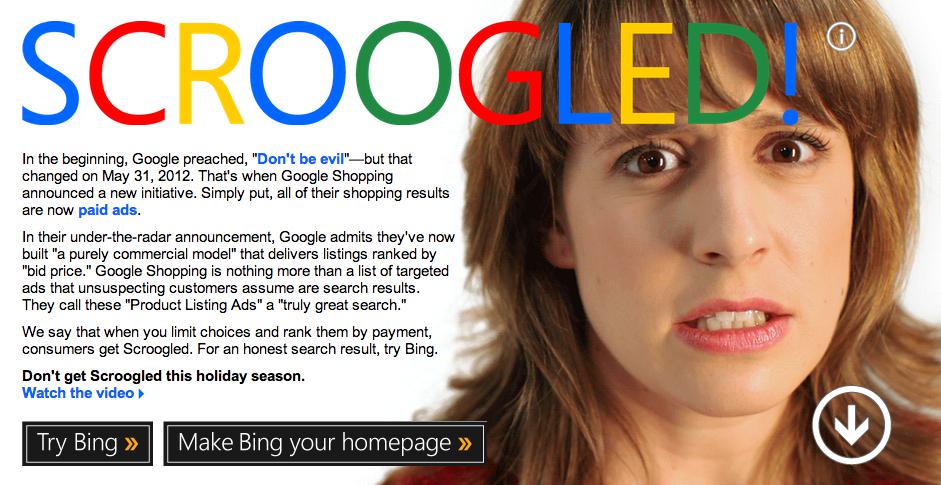 SCROOGLED!
In the beginning, Google preached, "Don't be evil"—but that
changed on May 31, 2012. That's when Google Shopping
announced a new initiative. Simply put, all of their shopping results
are now paid ads.
In their under-the-radar announcement, Google admits they've now
built "a purely commercial model" that delivers listings ranked by
"bid price." Google Shopping is nothing more than a list of targeted
ads that unsuspecting customers assume are search results.
They call these "Product Listing Ads" a "truly great search."
We say that when you limit choices and rank them by payment,
consumers get Scroogled. For an honest search result, try Bing.
Don't get Scroogled this holiday season.
Watch the video
Try Bing »
Make Bing your homepage »